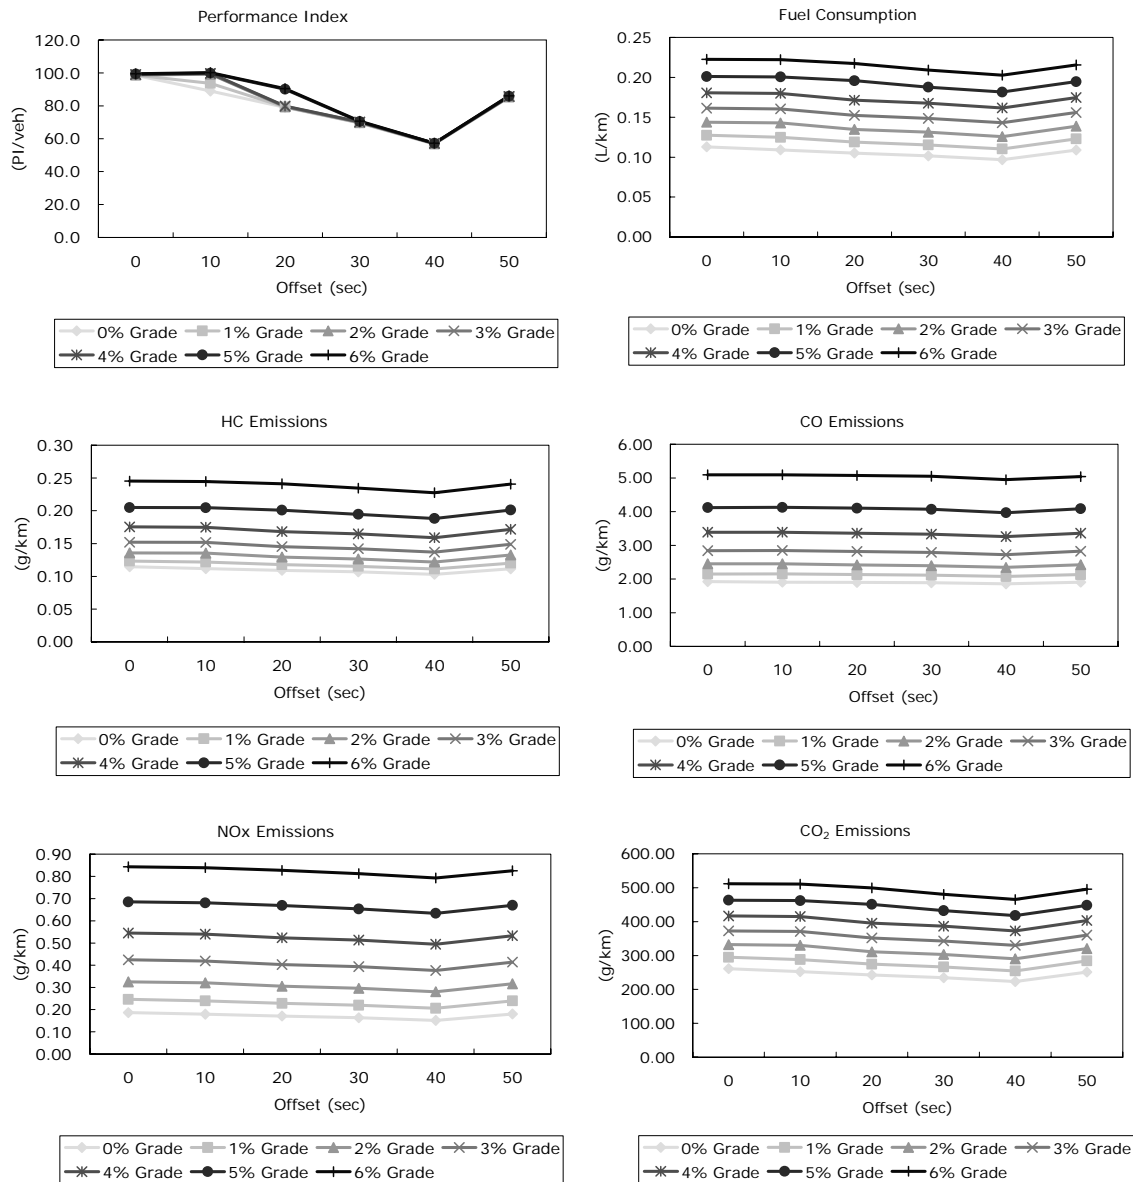 Performance Index
120.0
100.0
80.0
60.0
40.0
20.0
0.0
(PI/veh)
0 10 20 30 40 50
Offset (sec)
0% Grade 1% Grade 2% Grade 3% Grade
4% Grade 5% Grade 6% Grade
Fuel Consumption
0.25
0.20
0.15
0.10
0.05
0.00
(L/km)
0 10 20 30 40 50
Offset (sec)
0% Grade 1% Grade 2% Grade 3% Grade
4% Grade 5% Grade 6% Grade
HC Emissions
0.30
0.25
0.20
0.15
0.10
0.05
0.00
(g/km)
0 10 20 30 40 50
Offset (sec)
0% Grade 1% Grade 2% Grade 3% Grade
4% Grade 5% Grade 6% Grade
CO Emissions
6.00
5.00
4.00
3.00
2.00
1.00
0.00
(g/km)
0 10 20 30 40 50
Offset (sec)
0% Grade 1% Grade 2% Grade 3% Grade
4% Grade 5% Grade 6% Grade
NOx Emissions
0.90
0.80
0.70
0.60
0.50
0.40
0.30
0.20
0.10
0.00
(g/km)
0 10 20 30 40 50
Offset (sec)
0% Grade 1% Grade 2% Grade 3% Grade
4% Grade 5% Grade 6% Grade
CO₂ Emissions
600.00
500.00
400.00
300.00
200.00
100.00
0.00
(g/km)
0 10 20 30 40 50
Offset (sec)
0% Grade 1% Grade 2% Grade 3% Grade
4% Grade 5% Grade 6% Grade